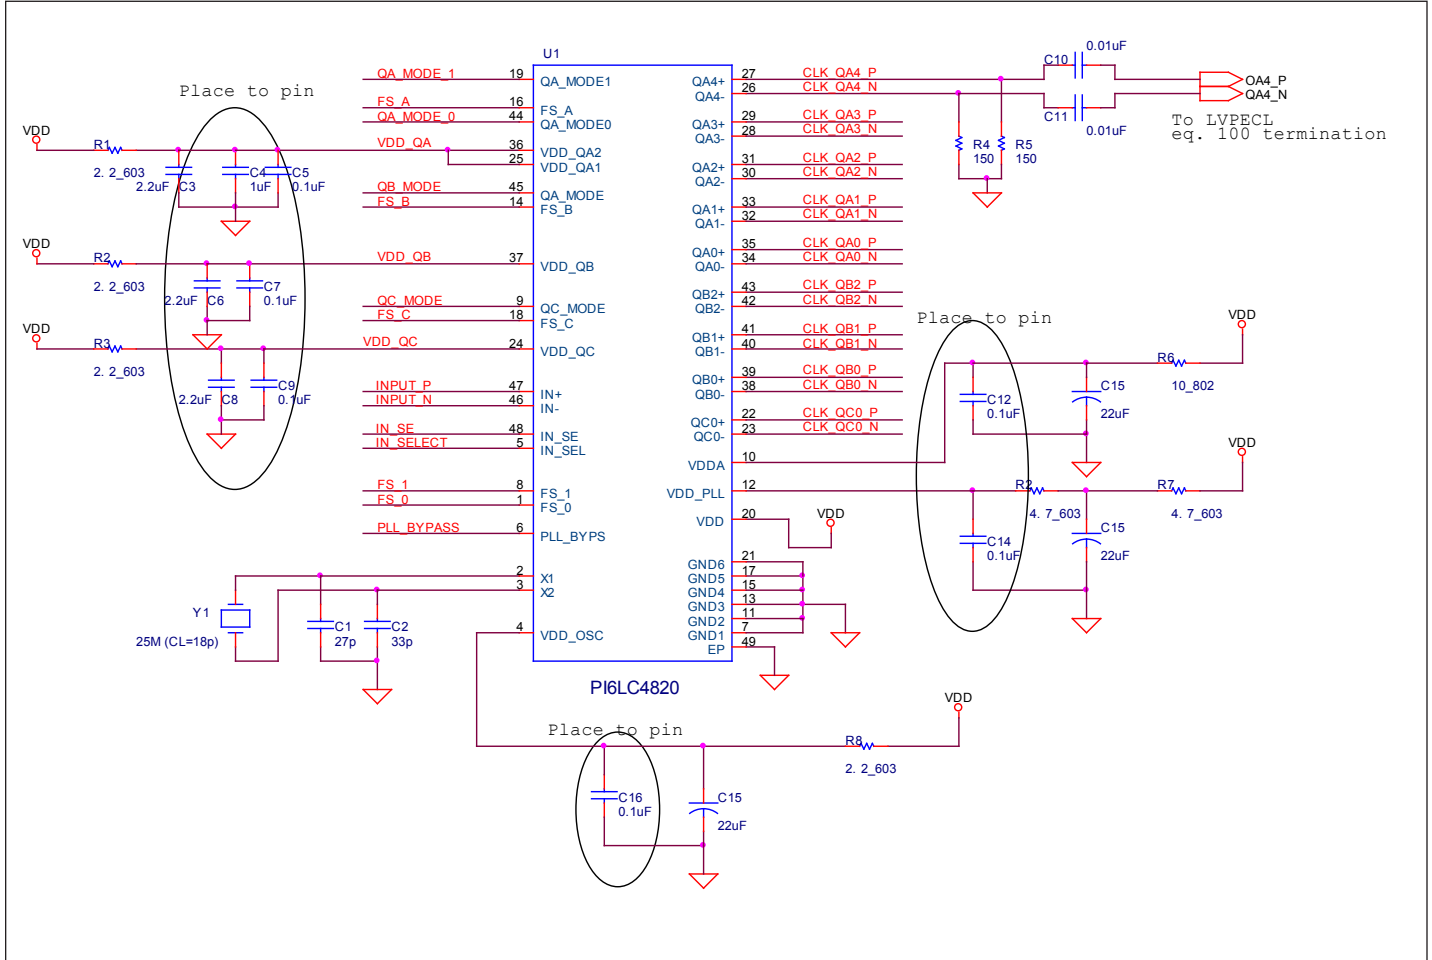 U1
QA_MODE_1 19 QA_MODE1
Place to pin
FS_A 16 FS_A
QA_MODE_0 44 QA_MODE0
VDD
R1
2. 2_603
VDD_QA 36 VDD_QA2
25 VDD_QA1
2.2uF C3
C4
1uF
C5
0.1uF
QB_MODE 45 QA_MODE
FS_B 14 FS_B
VDD
R2
2. 2_603
VDD_QB 37 VDD_QB
2.2uF C6
C7
0.1uF
QC_MODE 9 QC_MODE
FS_C 18 FS_C
VDD
R3
2. 2_603
VDD_QC 24 VDD_QC
2.2uF C8
C9
0.1uF
INPUT_P 47 IN+
INPUT_N 46 IN-
IN_SE 48 IN_SE
IN_SELECT 5 IN_SEL
FS_1 8 FS_1
FS_0 1 FS_0
PLL_BYPASS 6 PLL_BYPS
2 X1
3 X2
Y1
25M (CL=18p)
C1
27p
C2
33p
4 VDD_OSC
QA4+ 27 CLK_QA4_P
QA4- 26 CLK_QA4_N
QA3+ 29 CLK_QA3_P
QA3- 28 CLK_QA3_N
QA2+ 31 CLK_QA2_P
QA2- 30 CLK_QA2_N
QA1+ 33 CLK_QA1_P
QA1- 32 CLK_QA1_N
QA0+ 35 CLK_QA0_P
QA0- 34 CLK_QA0_N
QB2+ 43 CLK_QB2_P
QB2- 42 CLK_QB2_N
QB1+ 41 CLK_QB1_P
QB1- 40 CLK_QB1_N
QB0+ 39 CLK_QB0_P
QB0- 38 CLK_QB0_N
QC0+ 22 CLK_QC0_P
QC0- 23 CLK_QC0_N
VDDA 10
VDD_PLL 12
VDD 20
VDD
GND6 21
GND5 17
GND4 15
GND3 13
GND2 11
GND1 7
EP 49
PI6LC4820
C10 0.01uF
C11 0.01uF
R4
150
R5
150
QA4_P
QA4_N
To LVPECL
eq. 100 termination
Place to pin
VDD
R6
10_802
C12
0.1uF
C15
22uF
VDD
R2
4. 7_603
R7
4. 7_603
C14
0.1uF
C15
22uF
Place to pin
VDD
R8
2. 2_603
C16
0.1uF
C15
22uF